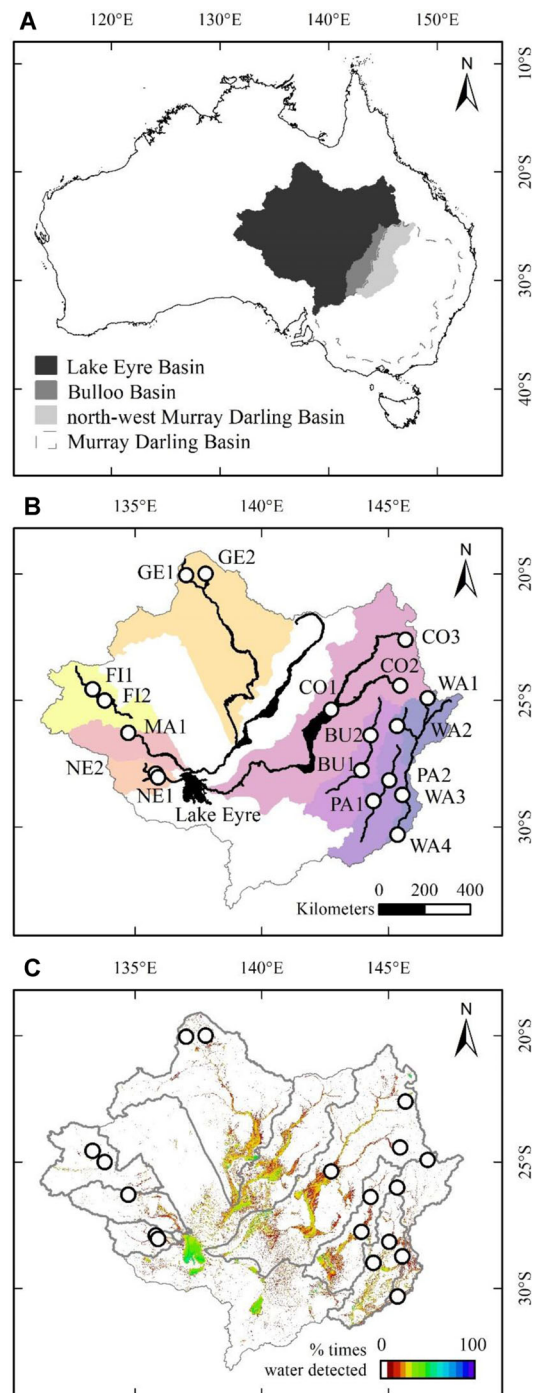 A
120°E 140°E 150°E
N
10°S
20°S
30°S
40°S
Lake Eyre Basin
Bulloo Basin
north-west Murray Darling Basin
Murray Darling Basin
B
135°E 140°E 145°E
N
20°S
25°S
30°S
GE1
GE2
CO3
FI1
FI2
CO1
CO2
WA1
MA1
BU2
WA2
NE2
BU1
PA2
NE1
PA1
WA3
Lake Eyre
WA4
0 200 400
Kilometers
C
135°E 140°E 145°E
N
20°S
25°S
30°S
% times
water detected
0 100